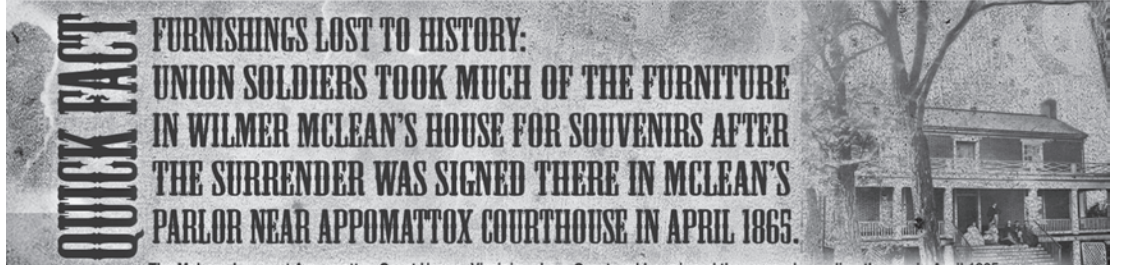 QUICK FACT
FURNISHINGS LOST TO HISTORY:
UNION SOLDIERS TOOK MUCH OF THE FURNITURE
IN WILMER MCLEAN'S HOUSE FOR SOUVENIRS AFTER
THE SURRENDER WAS SIGNED THERE IN MCLEAN'S
PARLOR NEAR APPOMATTOX COURTHOUSE IN APRIL 1865.